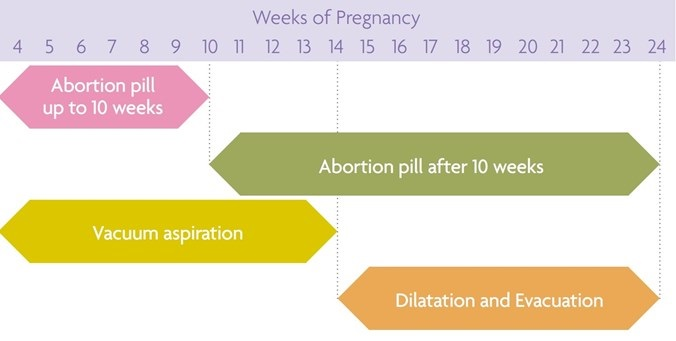 Weeks of Pregnancy
4 5 6 7 8 9 10 11 12 13 14 15 16 17 18 19 20 21 22 23 24
Abortion pill
up to 10 weeks
Abortion pill after 10 weeks
Vacuum aspiration
Dilatation and Evacuation